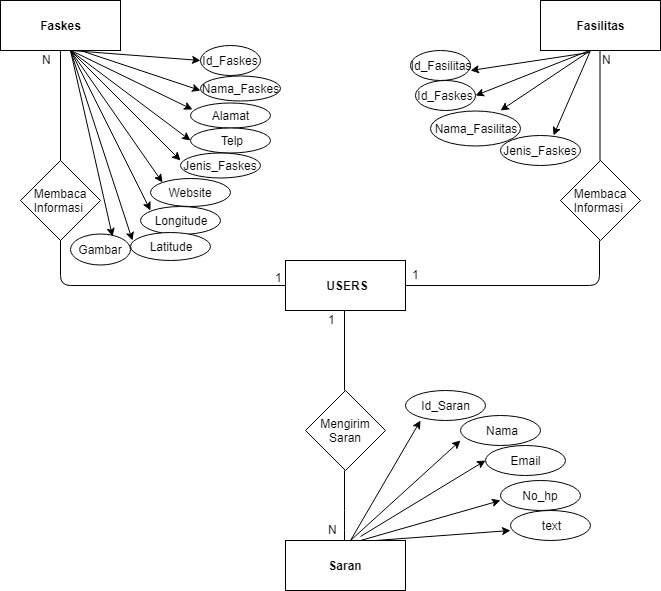 Faskes
Fasilitas
N
N
Id_Faskes
Id_Fasilitas
Nama_Faskes
Id_Faskes
Alamat
Nama_Fasilitas
Telp
Jenis_Faskes
Jenis_Faskes
Website
Membaca
Informasi
Membaca
Informasi
Longitude
Latitude
Gambar
1
USERS
1
1
Id_Saran
Mengirim
Saran
Nama
Email
No_hp
text
N
Saran